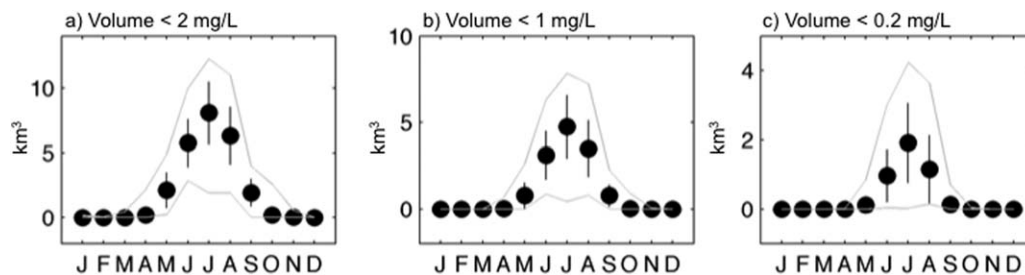 a) Volume < 2 mg/L
b) Volume < 1 mg/L
c) Volume < 0.2 mg/L
km³
10
5
0
J F M A M J J A S O N D
km³
10
5
0
J F M A M J J A S O N D
km³
4
2
0
J F M A M J J A S O N D